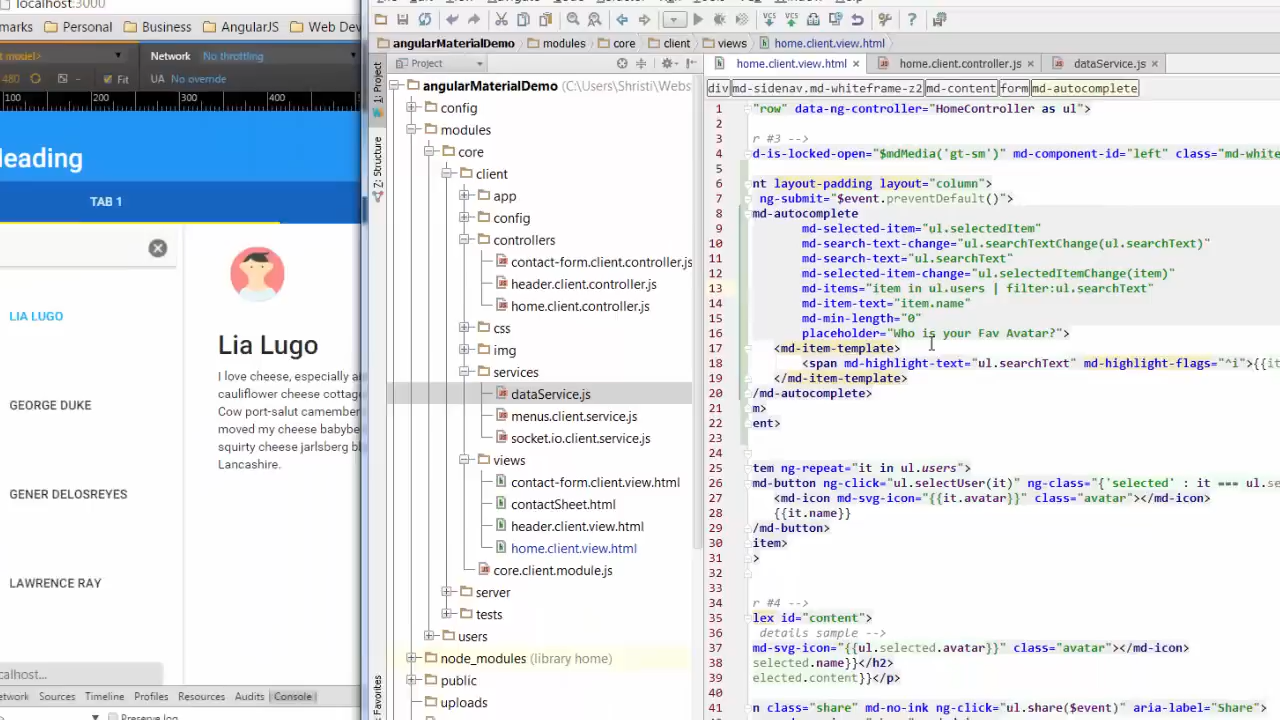 localhost:3000
marks Personal Business AngularJS Web Dev
model> Network No throttling
480 Fit UA No override
100 200 300 400
Heading
TAB 1
LIA LUGO
Lia Lugo
I love cheese, especially
cauliflower cheese cottag
Cow port-salut camember
moved my cheese babybe
squirty cheese jarlsberg
Lancashire.
GEORGE DUKE
GENER DELOSREYES
LAWRENCE RAY
localhost...
Network Sources Timeline Profiles Resources Audits Console
Preserve log
angularMaterialDemo modules core client views home.client.view.html
1: Project
Z: Structure
Favorites
Project
angularMaterialDemo (C:\Users\Shristi\Webs
config
modules
core
client
app
config
controllers
contact-form.client.controller.js
header.client.controller.js
home.client.controller.js
css
img
services
dataService.js
menus.client.service.js
socket.io.client.service.js
views
contact-form.client.view.html
contactSheet.html
header.client.view.html
home.client.view.html
core.client.module.js
server
tests
users
node_modules (library home)
public
uploads
home.client.view.html × home.client.controller.js × dataService.js ×
div md-sidenav.md-whiteframe-z2 md-content form md-autocomplete
1 "row" data-ng-controller="HomeController as ul">
2
3 r #3 -->
4 d-is-locked-open="$mdMedia('gt-sm')" md-component-id="left" class="md-white
5
6 nt layout-padding layout="column">
7 ng-submit="$event.preventDefault()">
8 md-autocomplete
9 md-selected-item="ul.selectedItem"
10 md-search-text-change="ul.searchTextChange(ul.searchText)"
11 md-search-text="ul.searchText"
12 md-selected-item-change="ul.selectedItemChange(item)"
13 md-items="item in ul.users | filter:ul.searchText"
14 md-item-text="item.name"
15 md-min-length="0"
16 placeholder="Who is your Fav Avatar?">
17 <md-item-template>
18 <span md-highlight-text="ul.searchText" md-highlight-flags="^i">{{it
19 </md-item-template>
20 /md-autocomplete>
21 m>
22 ent>
23
24
25 tem ng-repeat="it in ul.users">
26 md-button ng-click="ul.selectUser(it)" ng-class="{'selected' : it === ul.se
27 <md-icon md-svg-icon="{{it.avatar}}" class="avatar"></md-icon>
28 {{it.name}}
29 /md-button>
30 item>
31 >
32
33
34 r #4 -->
35 lex id="content">
36 details sample -->
37 md-svg-icon="{{ul.selected.avatar}}" class="avatar"></md-icon>
38 selected.name}}</h2>
39 elected.content}}</p>
40
41 n class="share" md-no-ink ng-click="ul.share($event)" aria-label="Share">